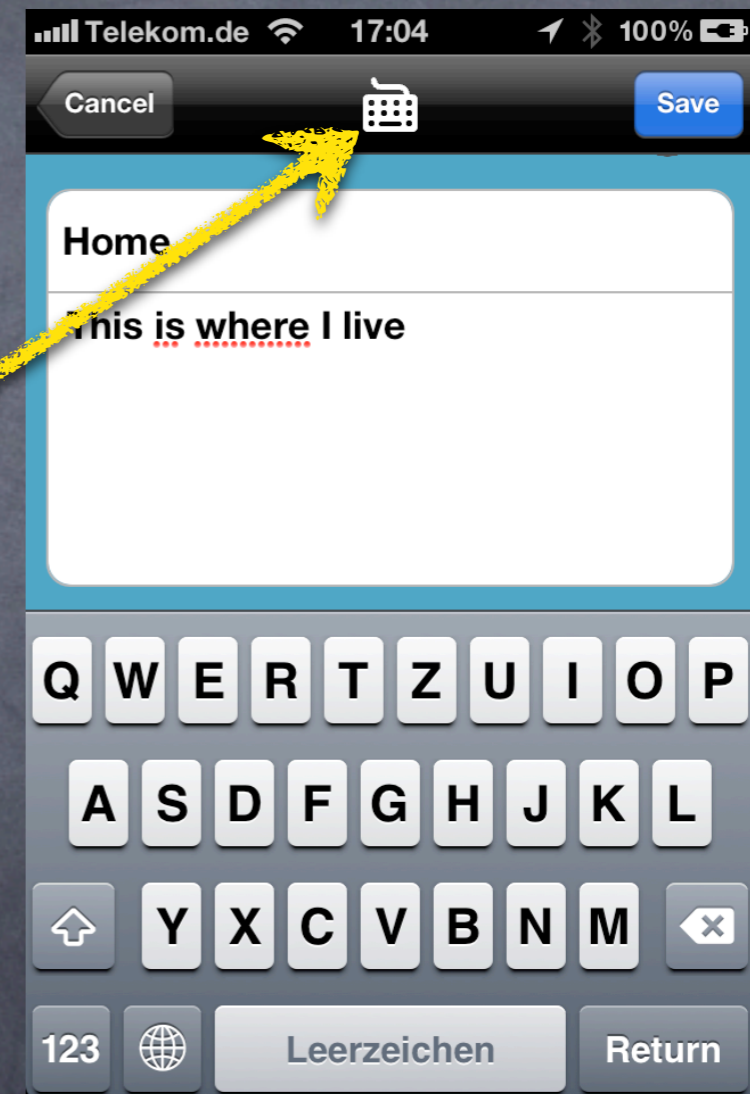 Telekom.de 17:04 100%
Cancel Save
Home
This is where I live
Q W E R T Z U I O P
A S D F G H J K L
Y X C V B N M
123 Leerzeichen Return